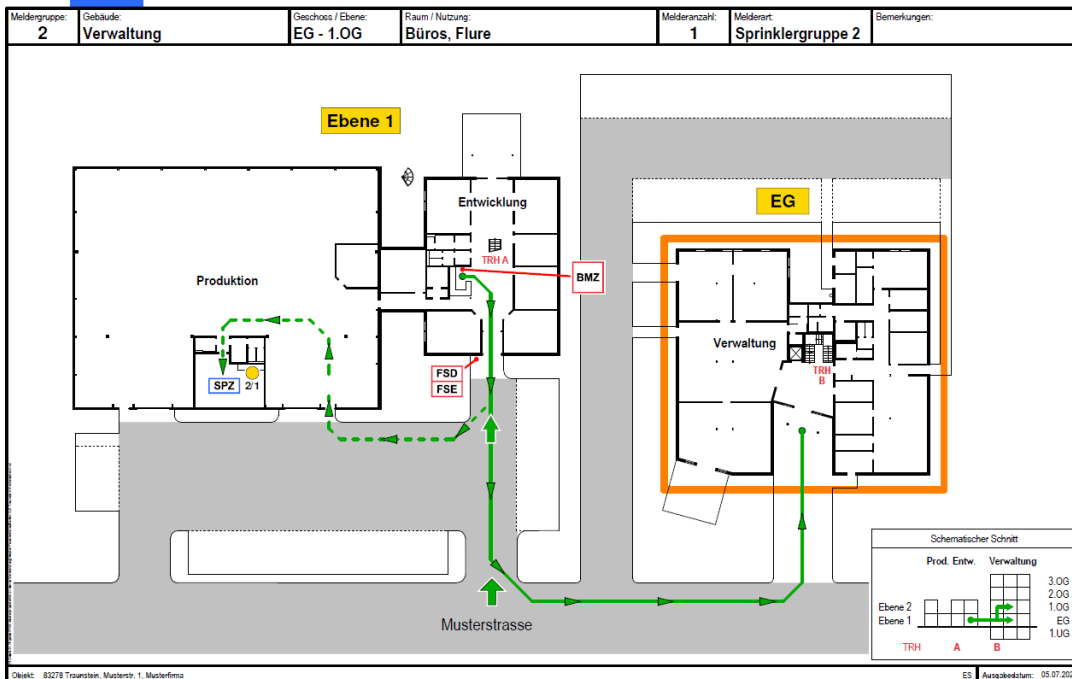 Meldergruppe: Gebäude: Geschoss / Ebene: Raum / Nutzung: Melderanzahl: Melderart: Bemerkungen:
2 Verwaltung EG - 1.OG Büros, Flure 1 Sprinklergruppe 2
Ebene 1
Entwicklung
EG
TRH A
BMZ
Produktion
Verwaltung
TRH
B
FSD
FSE
SPZ 2/1
Musterstrasse
Schematischer Schnitt
Prod. Entw. Verwaltung
3.OG
2.OG
Ebene 2 1.OG
Ebene 1 EG
1.UG
TRH A B
Objekt: 83278 Traunstein, Musterstr. 1, Musterfirma ES Ausgabedatum: 05.07.202